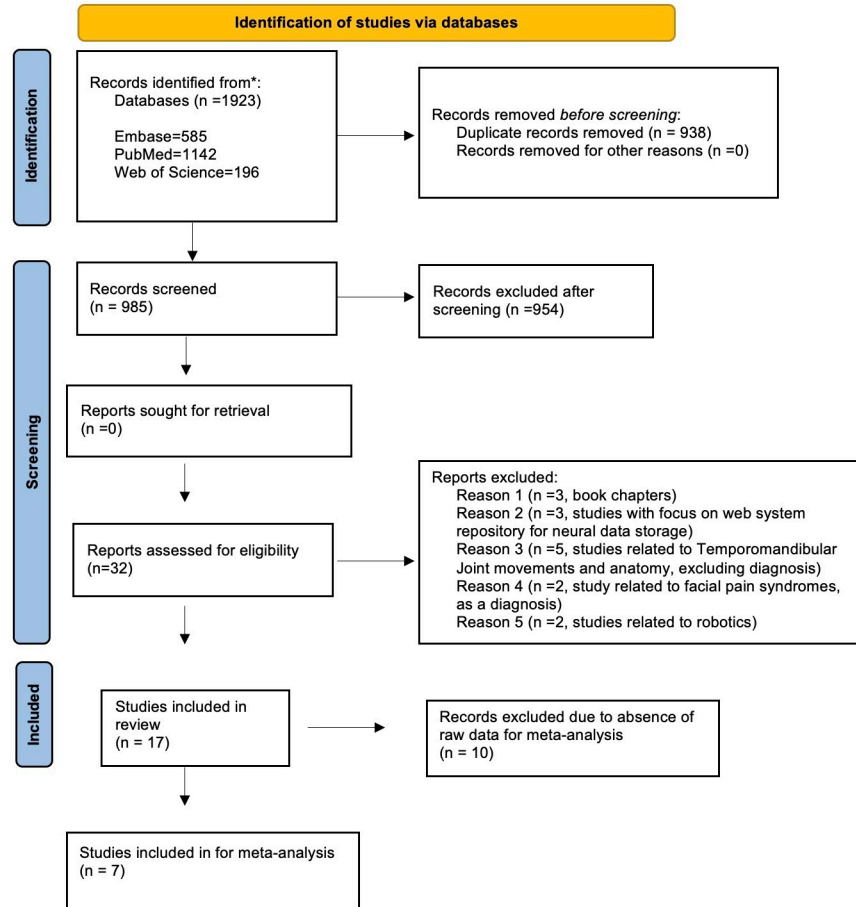 Identification of studies via databases
Identification
Records identified from*:
Databases (n =1923)
Embase=585
PubMed=1142
Web of Science=196
Records removed before screening:
Duplicate records removed (n = 938)
Records removed for other reasons (n =0)
Screening
Records screened
(n = 985)
Records excluded after
screening (n =954)
Reports sought for retrieval
(n =0)
Reports assessed for eligibility
(n=32)
Reports excluded:
Reason 1 (n =3, book chapters)
Reason 2 (n =3, studies with focus on web system
repository for neural data storage)
Reason 3 (n =5, studies related to Temporomandibular
Joint movements and anatomy, excluding diagnosis)
Reason 4 (n =2, study related to facial pain syndromes,
as a diagnosis)
Reason 5 (n =2, studies related to robotics)
Included
Studies included in
review
(n = 17)
Records excluded due to absence of
raw data for meta-analysis
(n = 10)
Studies included in for meta-analysis
(n = 7)